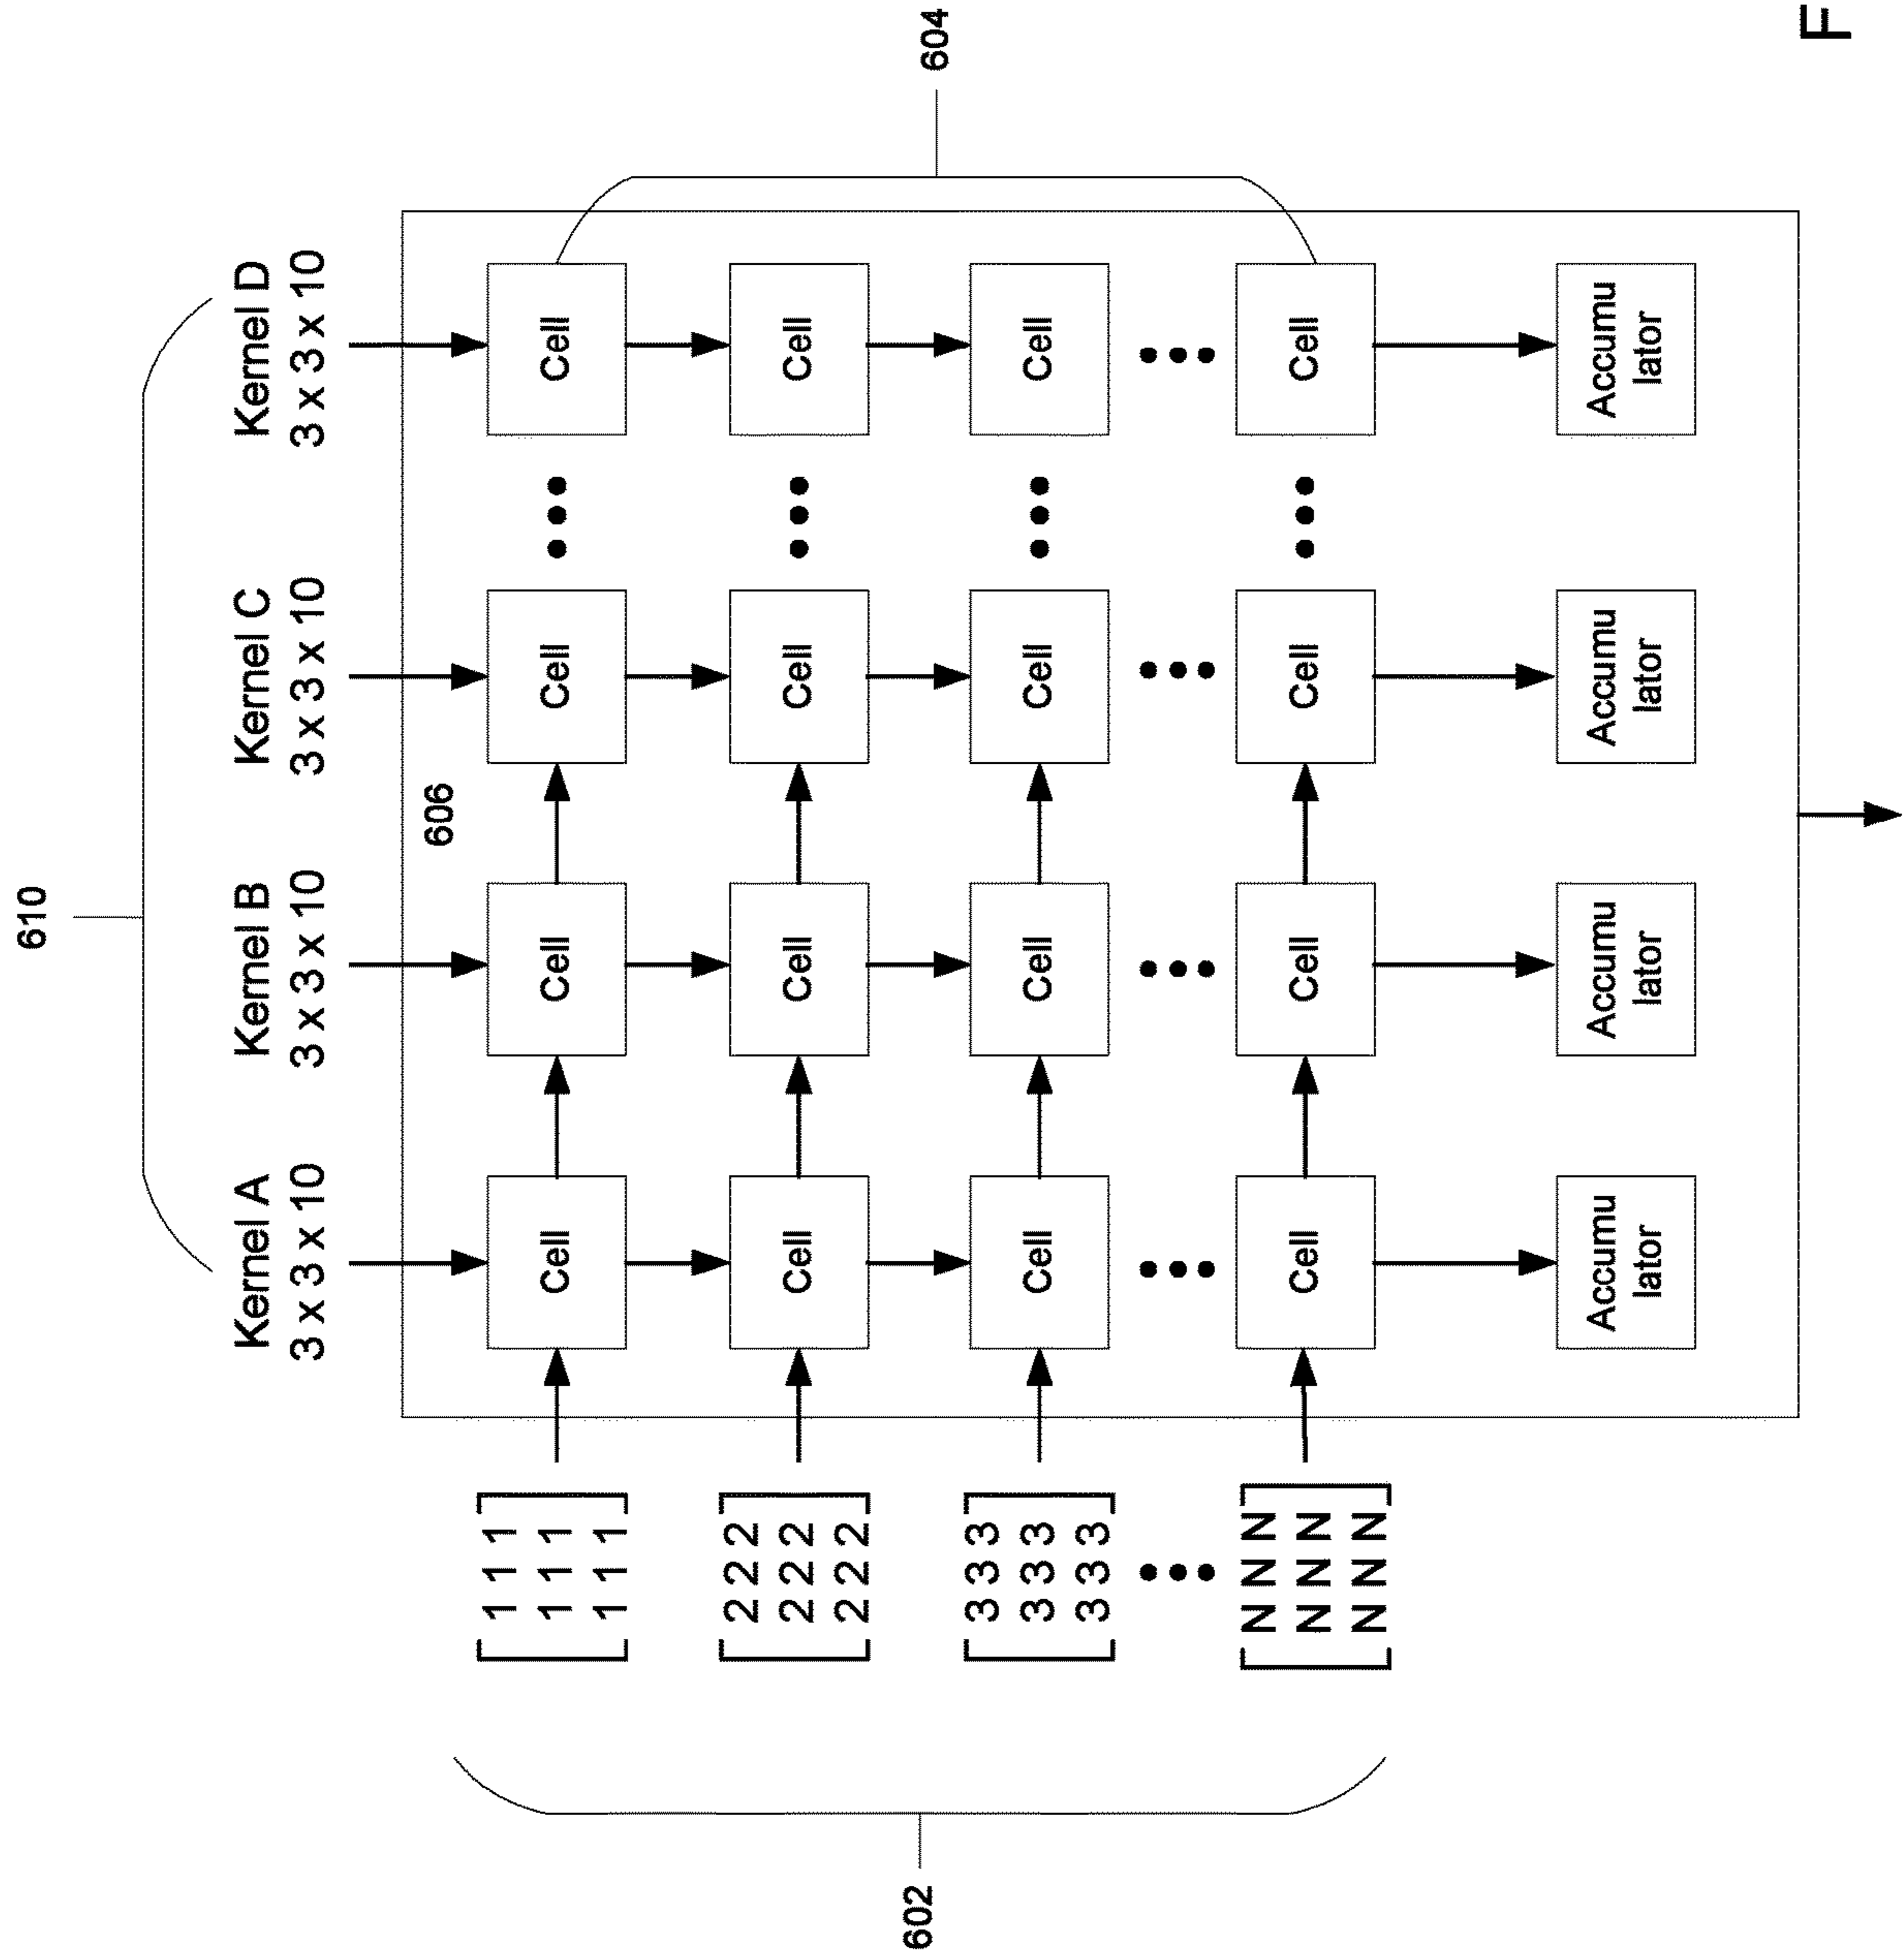 610
Kernel A
3 x 3 x 10
Kernel B
3 x 3 x 10
Kernel C
3 x 3 x 10
Kernel D
3 x 3 x 10
606
1 1 1
1 1 1
1 1 1
Cell
Cell
Cell
Cell
2 2 2
2 2 2
2 2 2
Cell
Cell
Cell
Cell
602
604
3 3 3
3 3 3
3 3 3
Cell
Cell
Cell
Cell
N N N
N N N
N N N
Cell
Cell
Cell
Cell
Accumu
lator
Accumu
lator
Accumu
lator
Accumu
lator
F